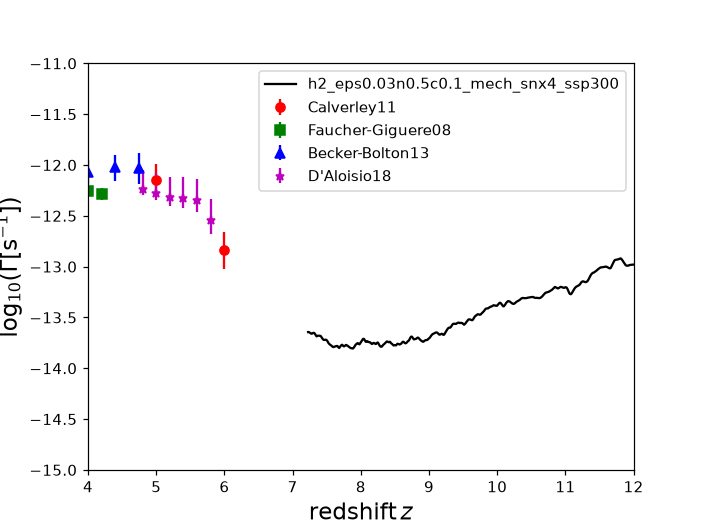 h2_eps0.03n0.5c0.1_mech_snx4_ssp300
Calverley11
Faucher-Giguere08
Becker-Bolton13
D'Aloisio18
−11.0
−11.5
−12.0
−12.5
−13.0
−13.5
−14.0
−14.5
−15.0
log₁₀(Γ[s⁻¹])
4 5 6 7 8 9 10 11 12
redshift z